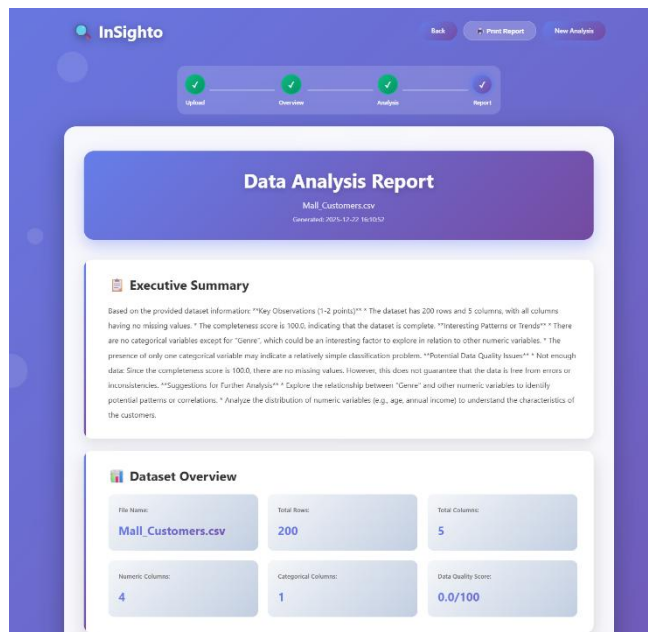 InSighto
Back
Print Report
New Analysis
Upload
Overview
Analysis
Report
Data Analysis Report
Mall_Customers.csv
Generated: 2025-12-22 16:10:52
Executive Summary
Based on the provided dataset information: **Key Observations (1-2 points)** * The dataset has 200 rows and 5 columns, with all columns
having no missing values. * The completeness score is 100.0, indicating that the dataset is complete. **Interesting Patterns or Trends** * There
are no categorical variables except for "Genre", which could be an interesting factor to explore in relation to other numeric variables. * The
presence of only one categorical variable may indicate a relatively simple classification problem. **Potential Data Quality Issues** * Not enough
data: Since the completeness score is 100.0, there are no missing values. However, this does not guarantee that the data is free from errors or
inconsistencies. **Suggestions for Further Analysis** * Explore the relationship between "Genre" and other numeric variables to identify
potential patterns or correlations. * Analyze the distribution of numeric variables (e.g., age, annual income) to understand the characteristics of
the customers.
Dataset Overview
File Name:
Mall_Customers.csv
Total Rows:
200
Total Columns:
5
Numeric Columns:
4
Categorical Columns:
1
Data Quality Score:
0.0/100